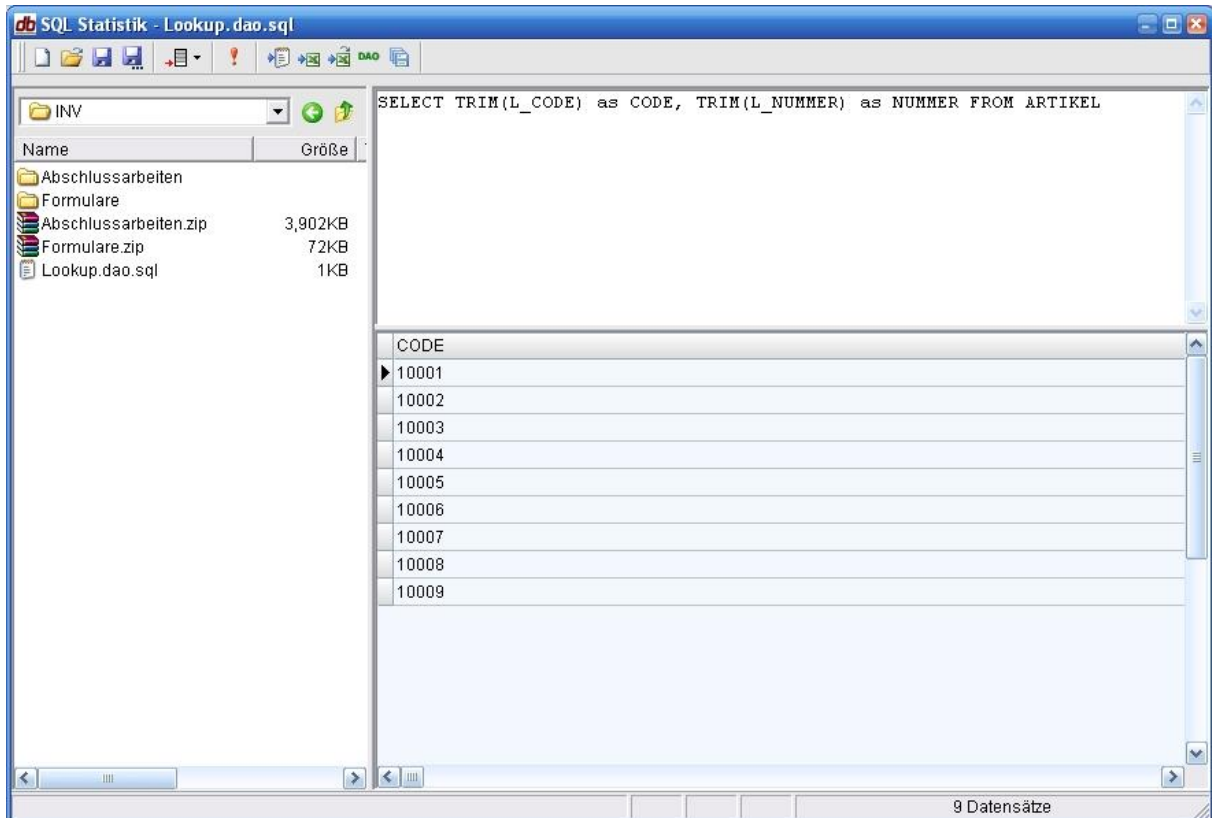 db SQL Statistik - Lookup.dao.sql
DAO
INV
Name Größe
Abschlussarbeiten
Formulare
Abschlussarbeiten.zip 3,902KB
Formulare.zip 72KB
Lookup.dao.sql 1KB
SELECT TRIM(L_CODE) as CODE, TRIM(L_NUMMER) as NUMMER FROM ARTIKEL
CODE
10001
10002
10003
10004
10005
10006
10007
10008
10009
9 Datensätze